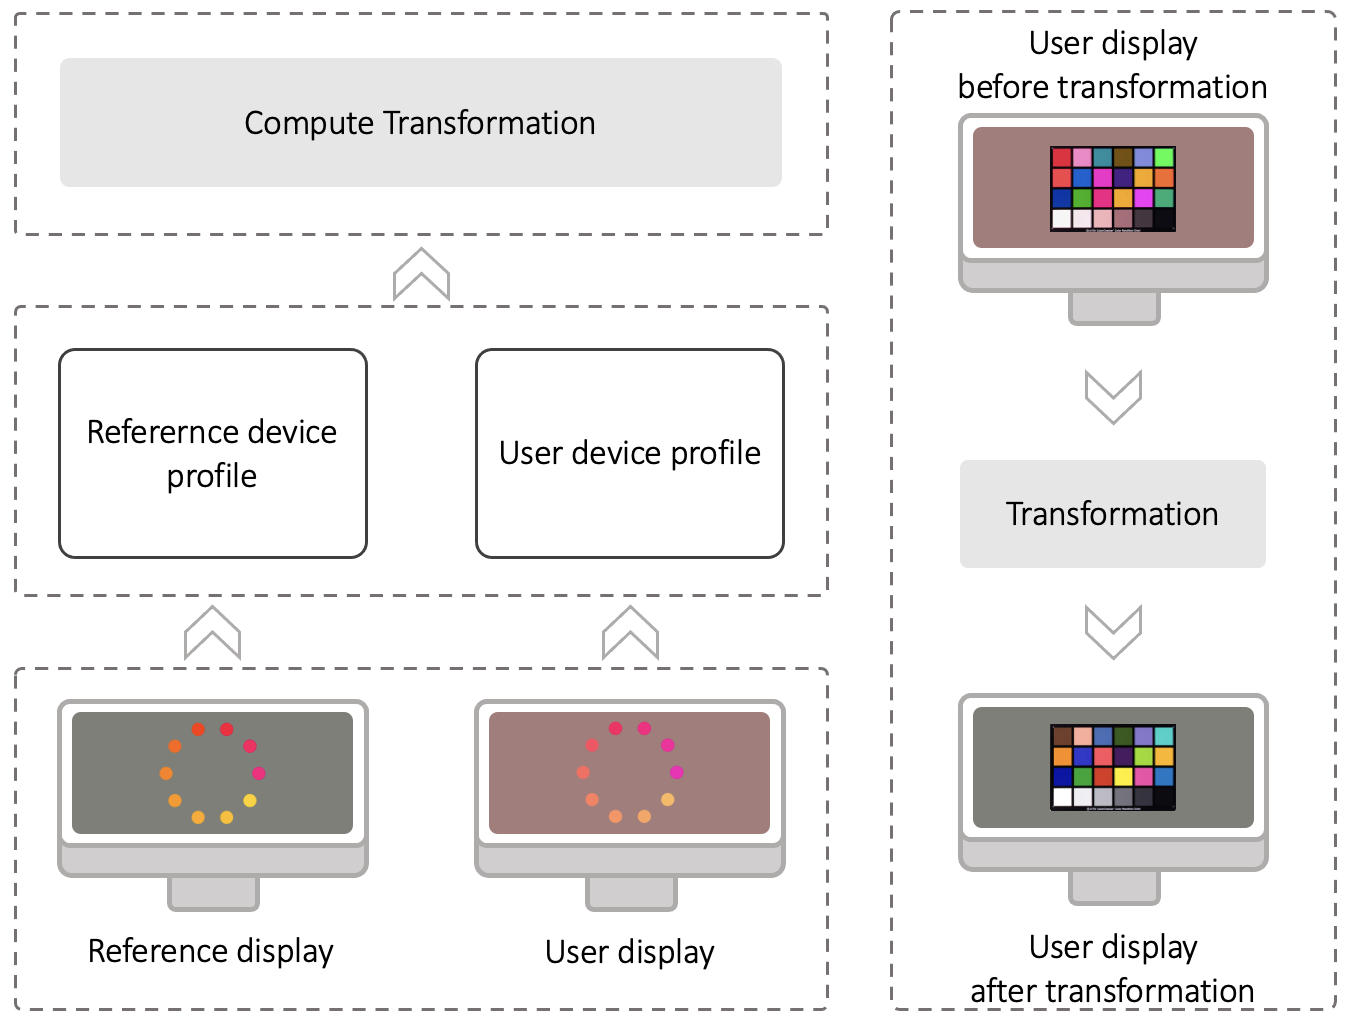 Compute Transformation
Referernce device
profile
User device profile
Reference display
User display
User display
before transformation
Transformation
User display
after transformation